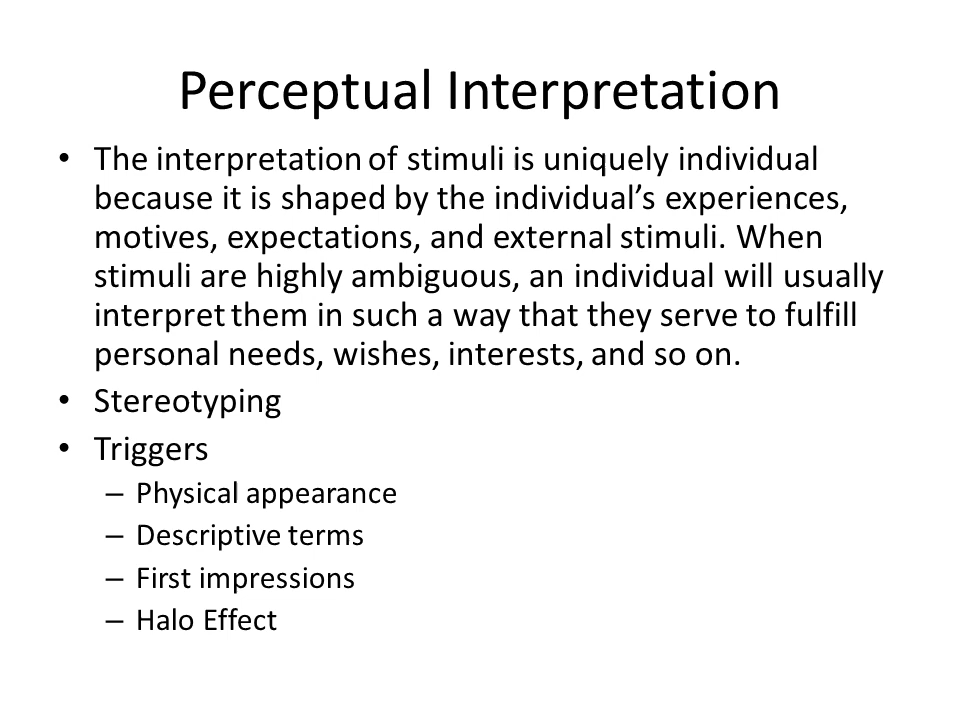 Perceptual Interpretation
• The interpretation of stimuli is uniquely individual
because it is shaped by the individual’s experiences,
motives, expectations, and external stimuli. When
stimuli are highly ambiguous, an individual will usually
interpret them in such a way that they serve to fulfill
personal needs, wishes, interests, and so on.
• Stereotyping
• Triggers
– Physical appearance
– Descriptive terms
– First impressions
– Halo Effect